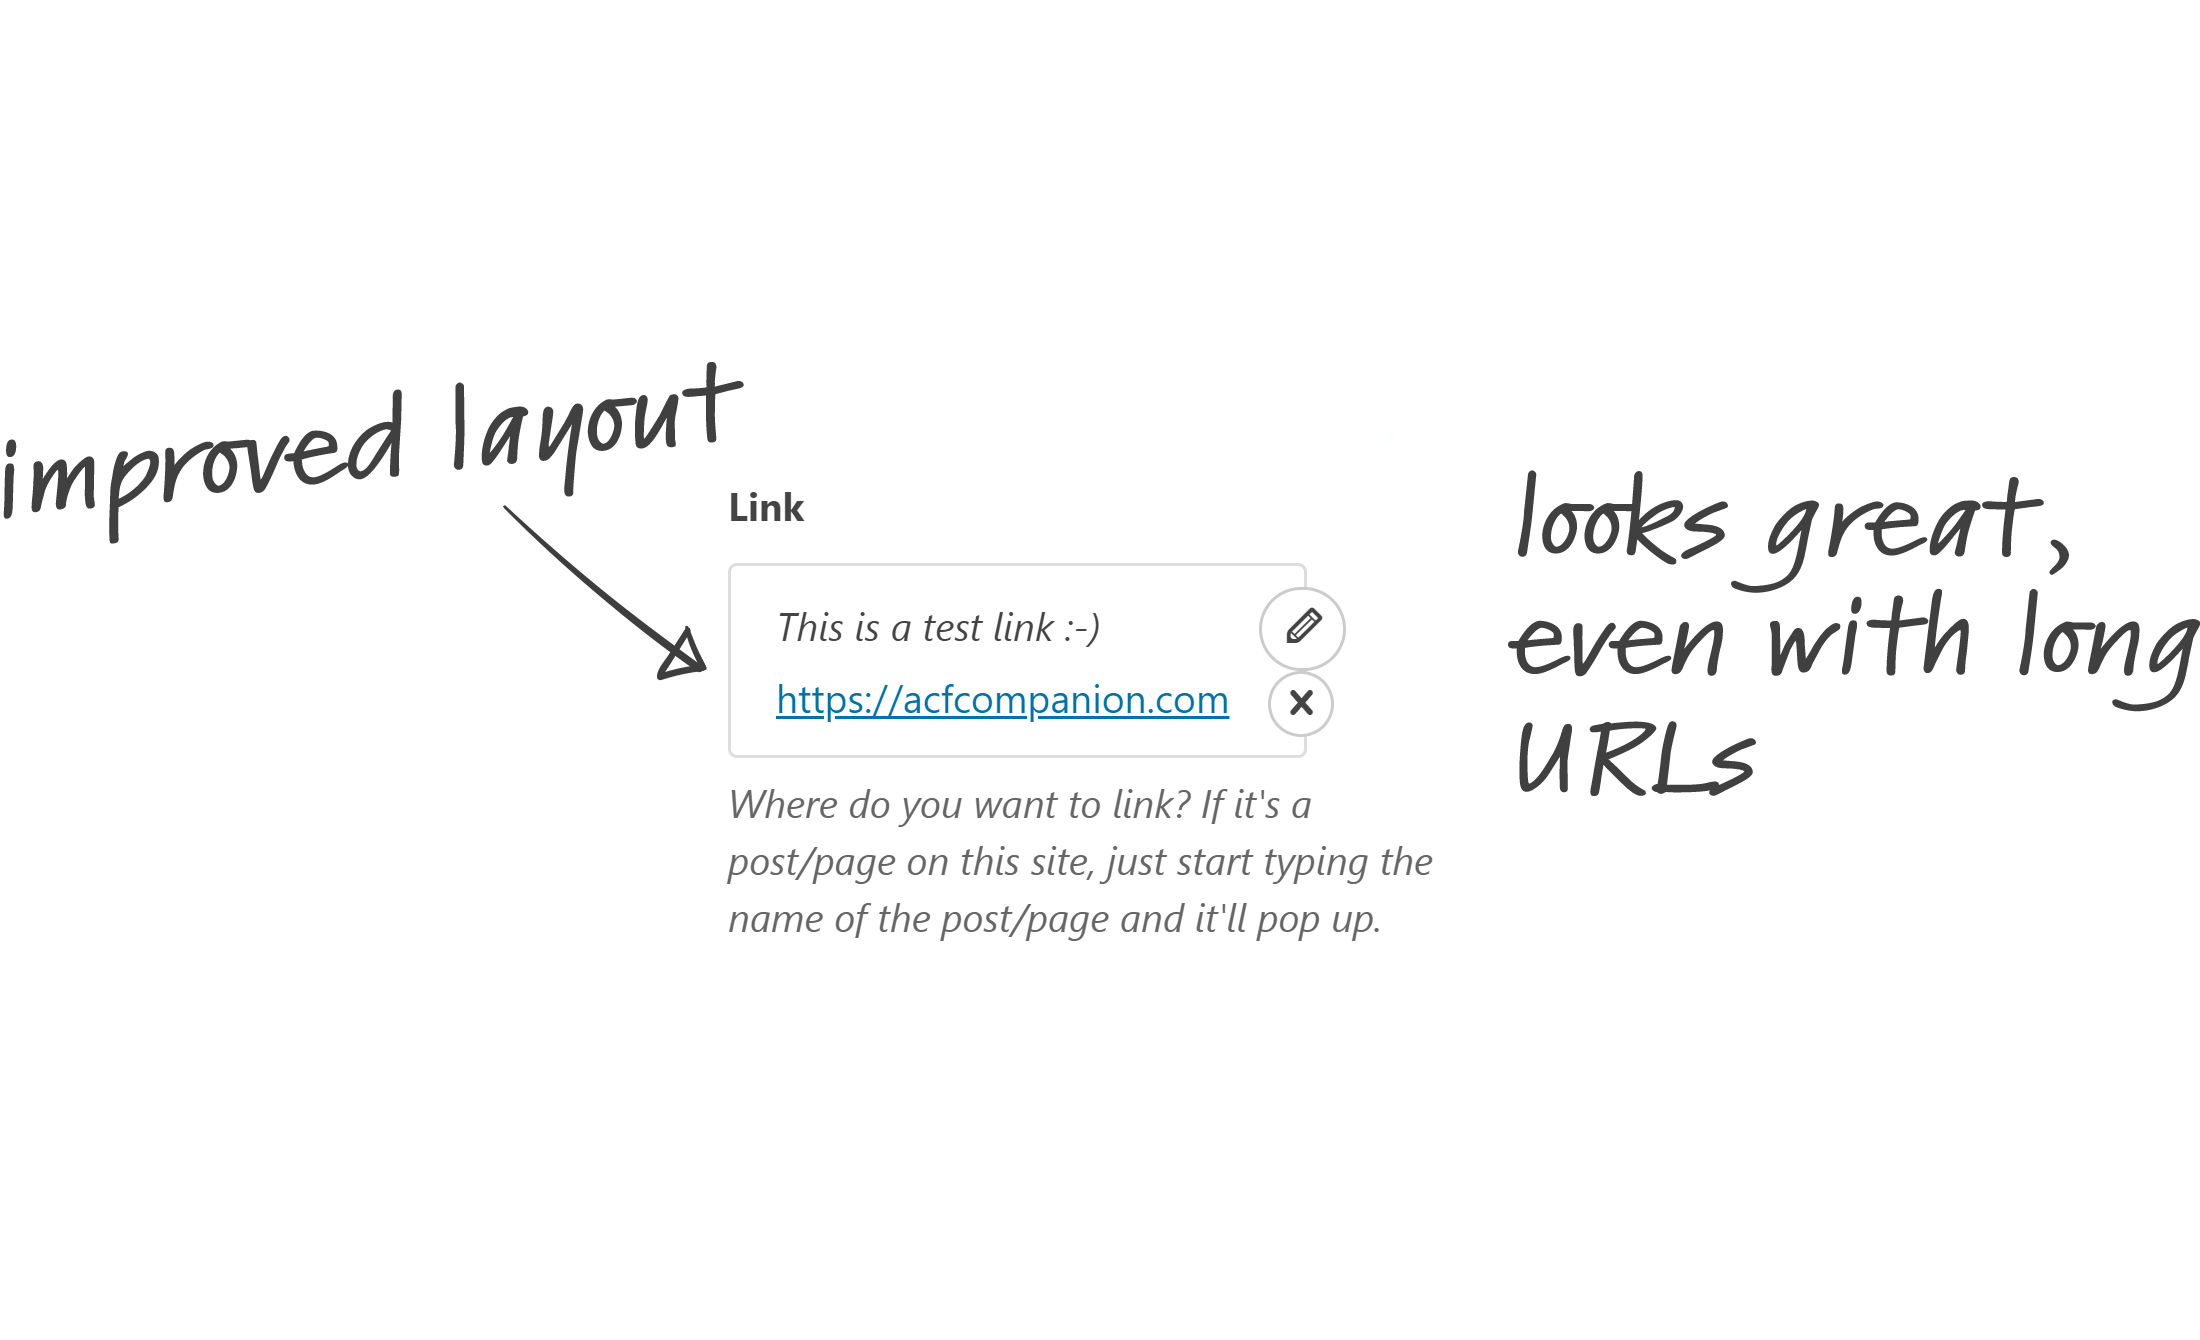 improved layout
Link
This is a test link :-)
https://acfcompanion.com
Where do you want to link? If it's a
post/page on this site, just start typing the
name of the post/page and it'll pop up.
looks great,
even with long
URLs